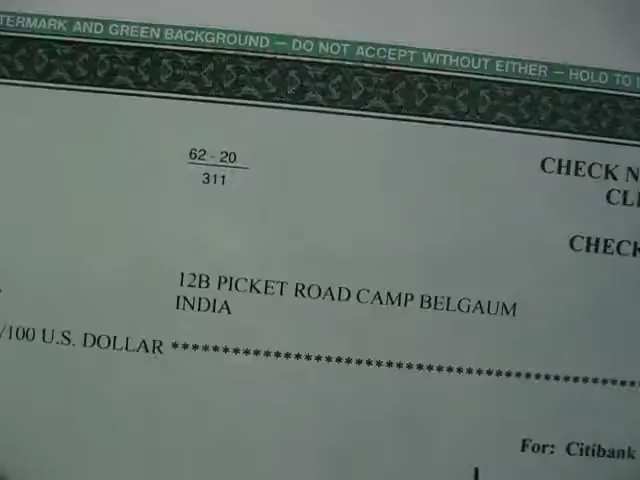 TERMARK AND GREEN BACKGROUND — DO NOT ACCEPT WITHOUT EITHER — HOLD TO
62 - 20
311
CHECK N
CLI
CHECK
12B PICKET ROAD CAMP BELGAUM
INDIA
/100 U.S. DOLLAR ****************************************************
For: Citibank